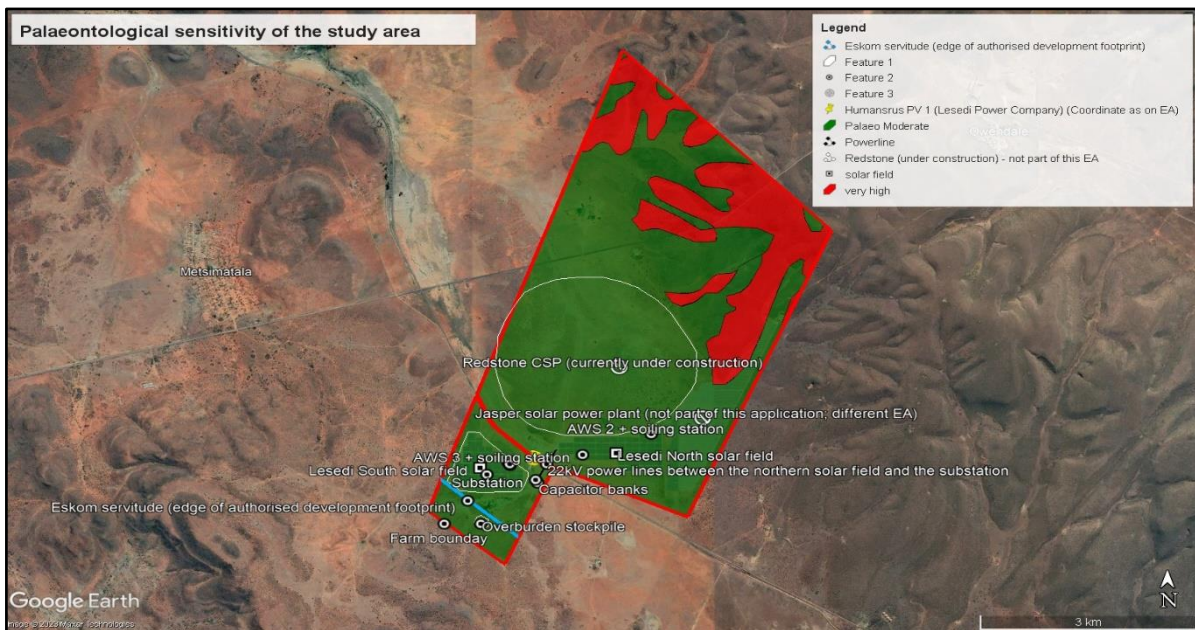 Palaeontological sensitivity of the study area
Legend
Eskom servitude (edge of authorised development footprint)
Feature 1
Feature 2
Feature 3
Humansrus PV 1 (Lesedi Power Company) (Coordinate as on EA)
Palaeo Moderate
Powerline
Redstone (under construction) - not part of this EA
solar field
very high
Metsimatala
Redstone CSP (currently under construction)
Jasper solar power plant (not part of this application, different EA)
AWS 2 + soiling station
AWS 3 + soiling station
Lesedi North solar field
Lesedi South solar field
22kV power lines between the northern solar field and the substation
Substation
Capacitor banks
Eskom servitude (edge of authorised development footprint)
Overburden stockpile
Farm bounday
Google Earth
Image © 2023 Maxar Technologies
N
3 km